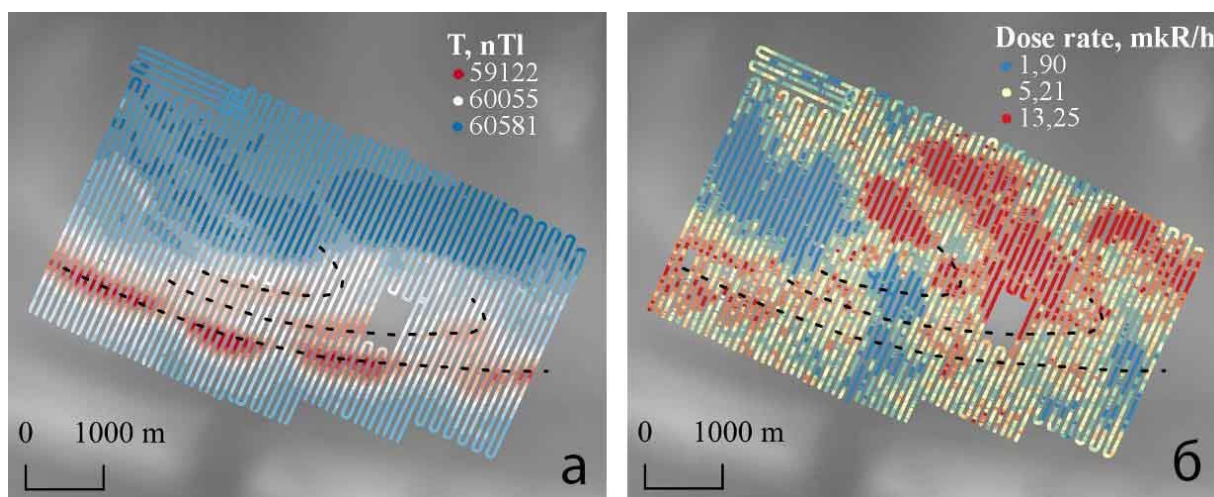 T, nTl
59122
60055
60581
0 1000 m
а
Dose rate, mkR/h
1,90
5,21
13,25
0 1000 m
б